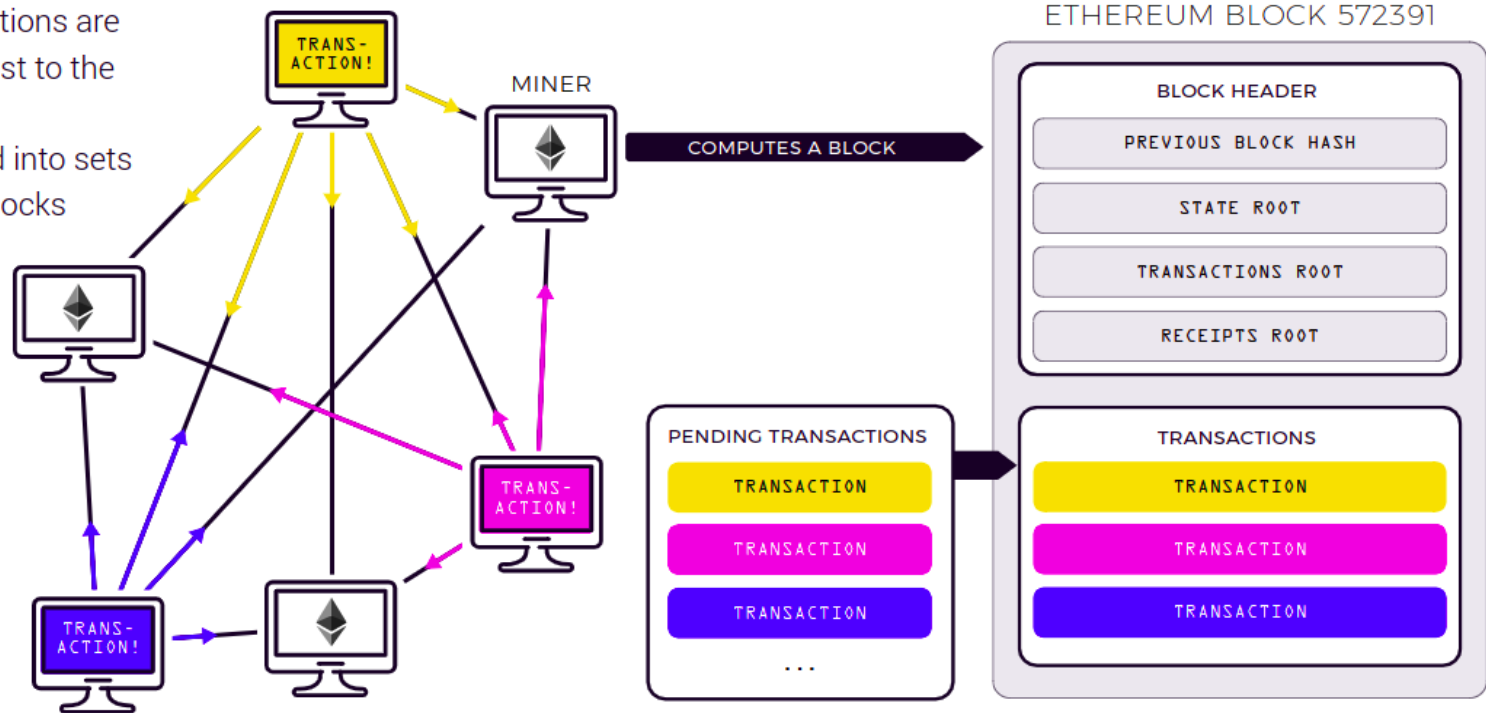 tions are
st to the
d into sets
ocks
TRANS-
ACTION!
MINER
COMPUTES A BLOCK
TRANS-
ACTION!
TRANS-
ACTION!
PENDING TRANSACTIONS
TRANSACTION
TRANSACTION
TRANSACTION
...
ETHEREUM BLOCK 572391
BLOCK HEADER
PREVIOUS BLOCK HASH
STATE ROOT
TRANSACTIONS ROOT
RECEIPTS ROOT
TRANSACTIONS
TRANSACTION
TRANSACTION
TRANSACTION